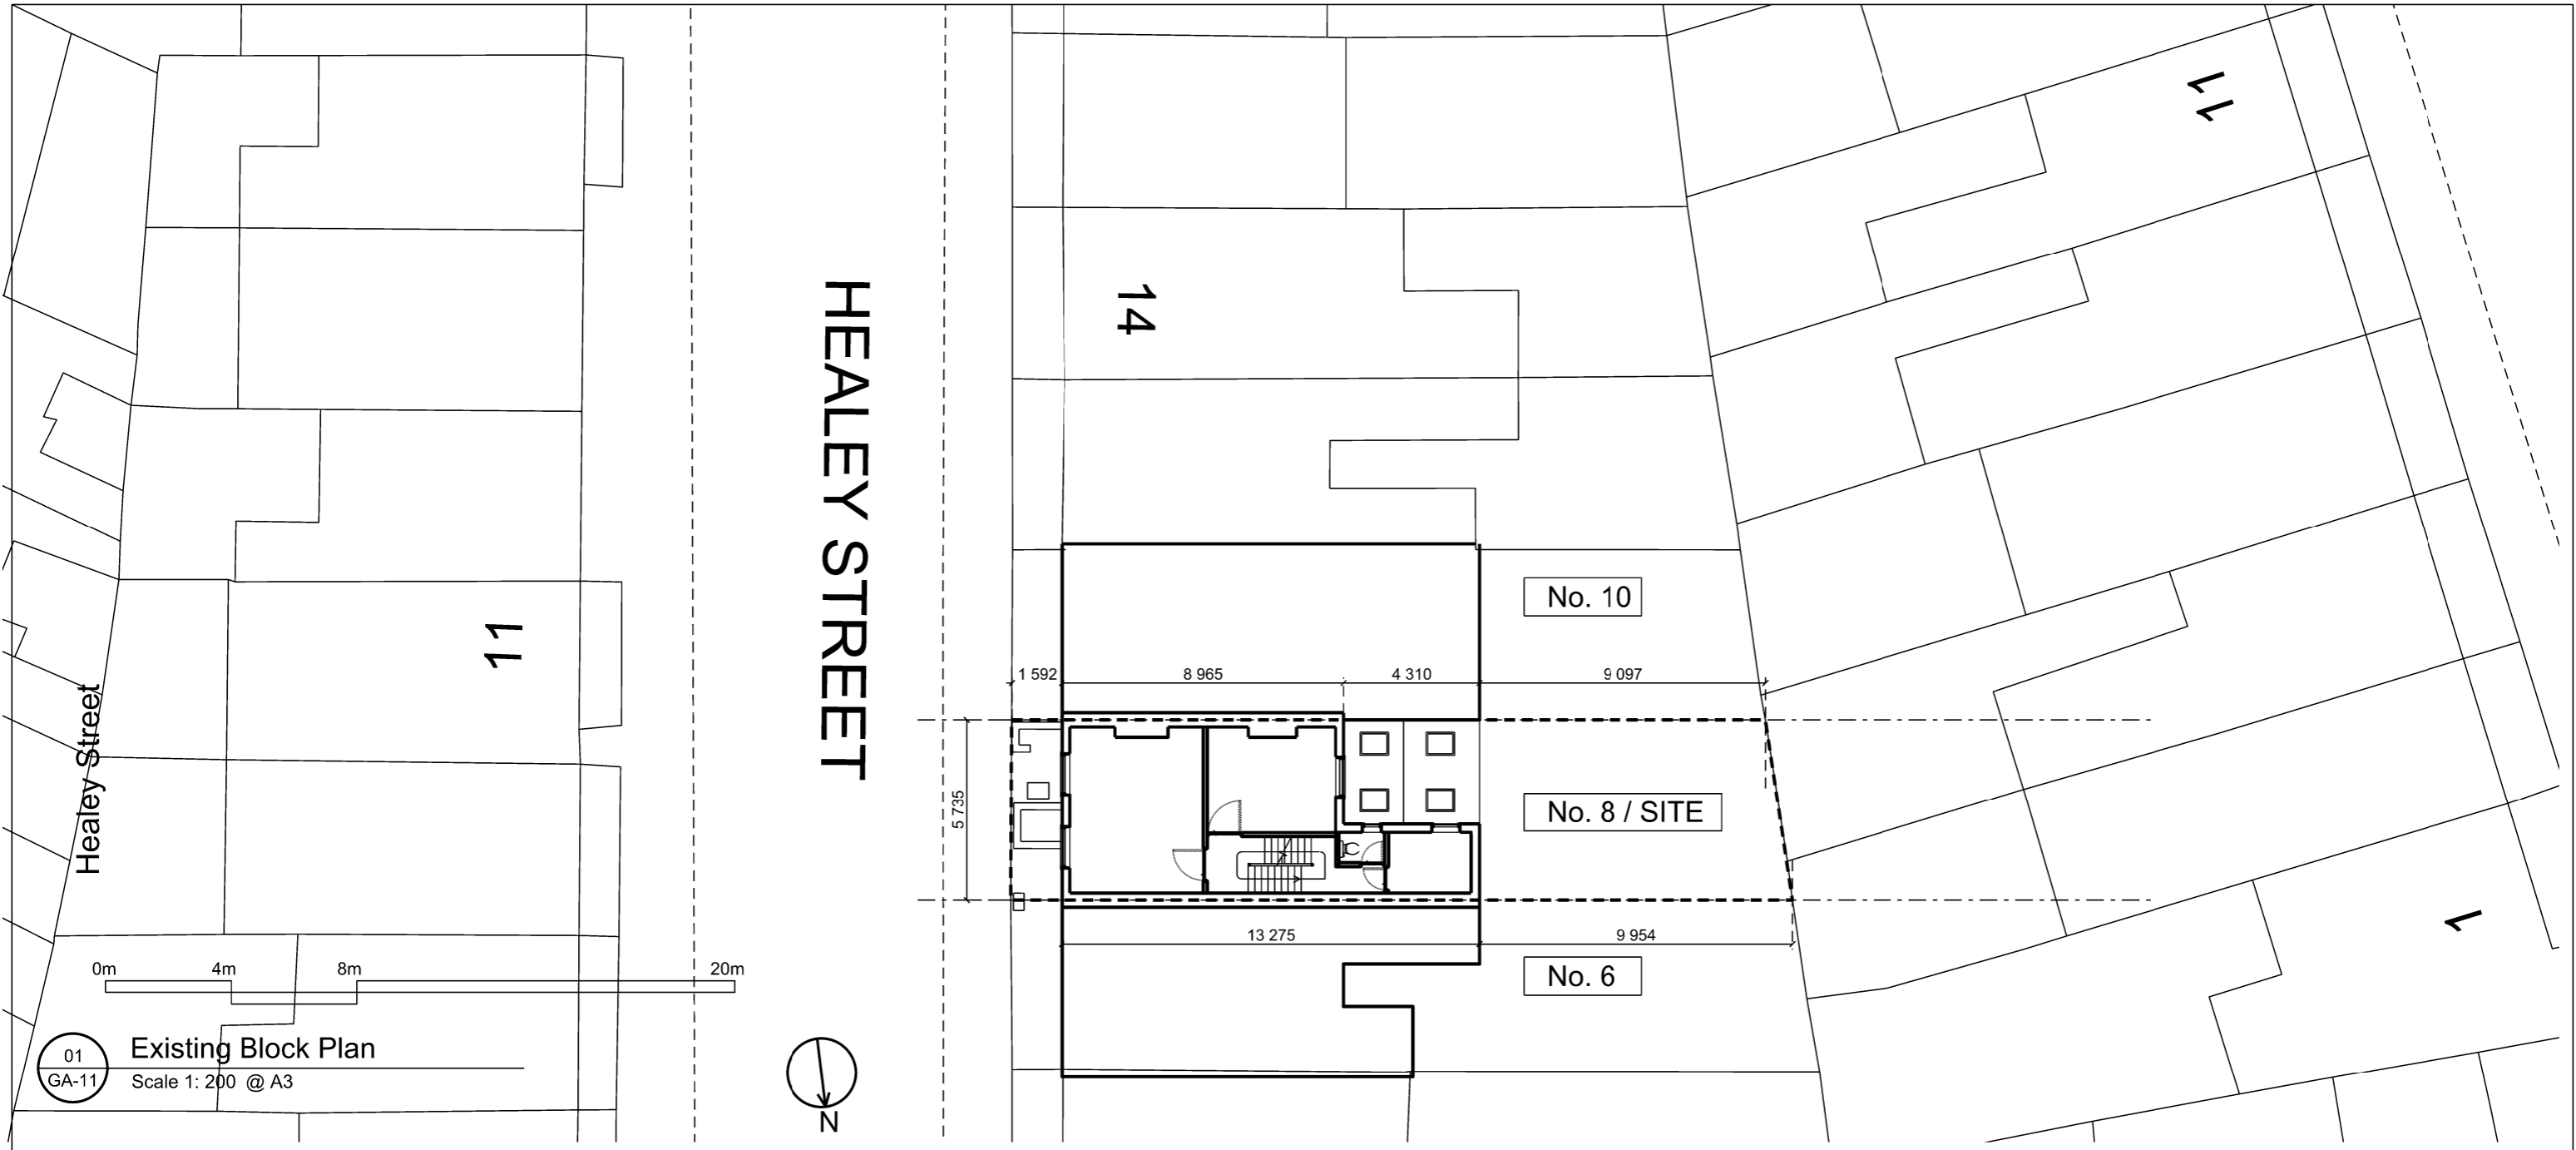 11
14
HEALEY STREET
No. 10
11
1 592
8 965
4 310
9 097
Healey Street
5 735
No. 8 / SITE
13 275
9 954
1
0m
4m
8m
20m
No. 6
01
GA-11
Existing Block Plan
Scale 1: 200 @ A3
N